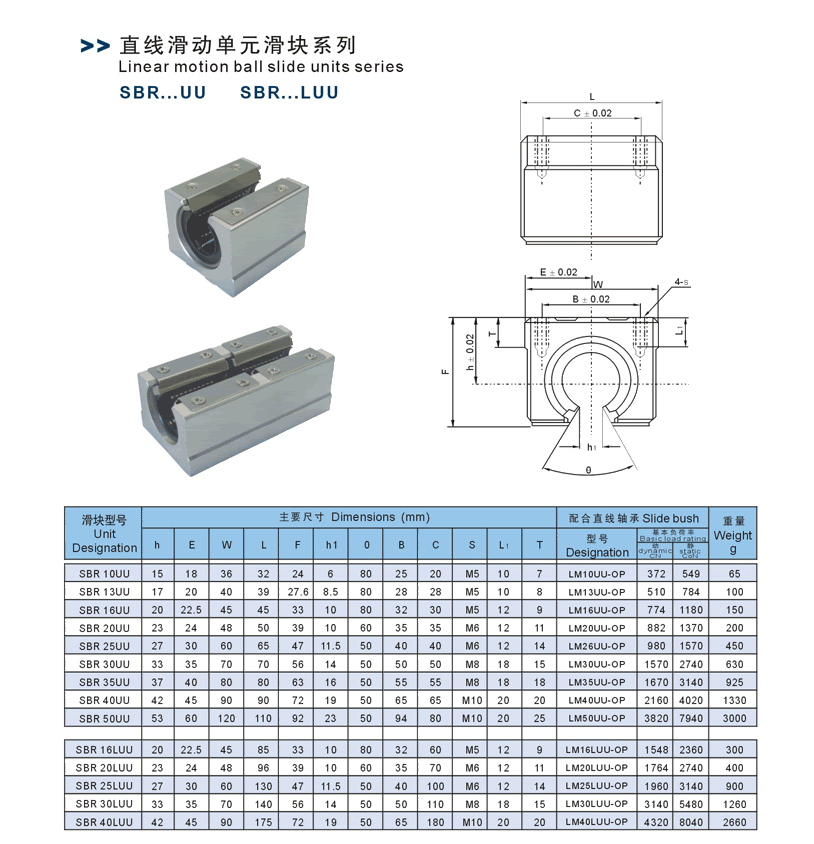 >> 直线滑动单元滑块系列
Linear motion ball slide units series
SBR...UU SBR...LUU
L
C ± 0.02
E ± 0.02
W
B ± 0.02
4-S
T
L1
h ± 0.02
F
h1
θ
滑块型号 Unit Designation 主要尺寸 Dimensions (mm) 配合直线轴承 Slide bush 重量 Weight g
h E W L F h1 θ B C S L1 T 型号 Designation 基本负荷率 Basic load rating
动 dynamic CN 静 static CoN
SBR 10UU 15 18 36 32 24 6 80 25 20 M5 10 7 LM10UU-OP 372 549 65
SBR 13UU 17 20 40 39 27.6 8.5 80 28 28 M5 10 8 LM13UU-OP 510 784 100
SBR 16UU 20 22.5 45 45 33 10 80 32 30 M5 12 9 LM16UU-OP 774 1180 150
SBR 20UU 23 24 48 50 39 10 60 35 35 M6 12 11 LM20UU-OP 882 1370 200
SBR 25UU 27 30 60 65 47 11.5 50 40 40 M6 12 14 LM26UU-OP 980 1570 450
SBR 30UU 33 35 70 70 56 14 50 50 50 M8 18 15 LM30UU-OP 1570 2740 630
SBR 35UU 37 40 80 80 63 16 50 55 55 M8 18 18 LM35UU-OP 1670 3140 925
SBR 40UU 42 45 90 90 72 19 50 65 65 M10 20 20 LM40UU-OP 2160 4020 1330
SBR 50UU 53 60 120 110 92 23 50 94 80 M10 20 25 LM50UU-OP 3820 7940 3000
SBR 16LUU 20 22.5 45 85 33 10 80 32 60 M5 12 9 LM16LUU-OP 1548 2360 300
SBR 20LUU 23 24 48 96 39 10 60 35 70 M6 12 11 LM20LUU-OP 1764 2740 400
SBR 25LUU 27 30 60 130 47 11.5 50 40 100 M6 12 14 LM25LUU-OP 1960 3140 900
SBR 30LUU 33 35 70 140 56 14 50 50 110 M8 18 15 LM30LUU-OP 3140 5480 1260
SBR 40LUU 42 45 90 175 72 19 50 65 180 M10 20 20 LM40LUU-OP 4320 8040 2660